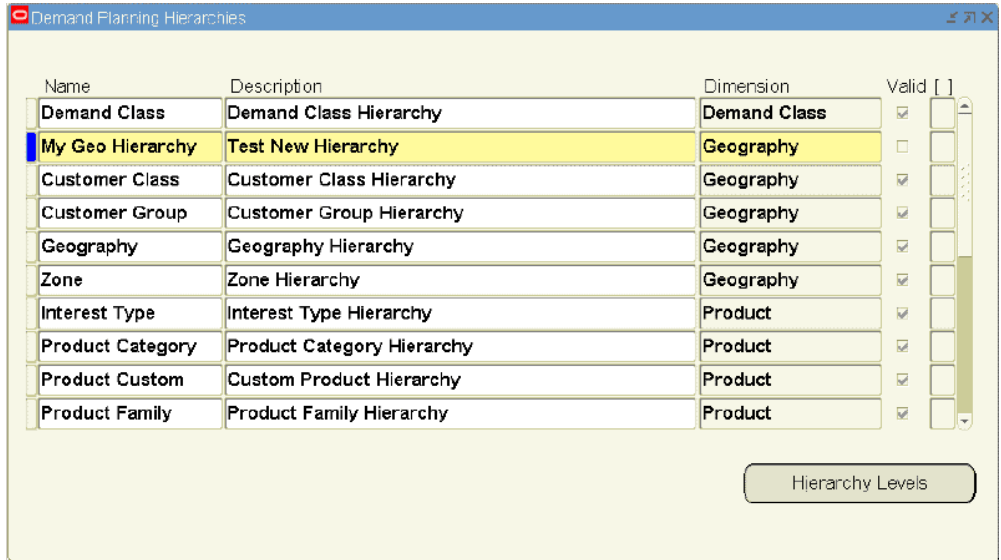 Demand Planning Hierarchies
Name Description Dimension Valid [ ]
Demand Class Demand Class Hierarchy Demand Class
My Geo Hierarchy Test New Hierarchy Geography
Customer Class Customer Class Hierarchy Geography
Customer Group Customer Group Hierarchy Geography
Geography Geography Hierarchy Geography
Zone Zone Hierarchy Geography
Interest Type Interest Type Hierarchy Product
Product Category Product Category Hierarchy Product
Product Custom Custom Product Hierarchy Product
Product Family Product Family Hierarchy Product
Hierarchy Levels